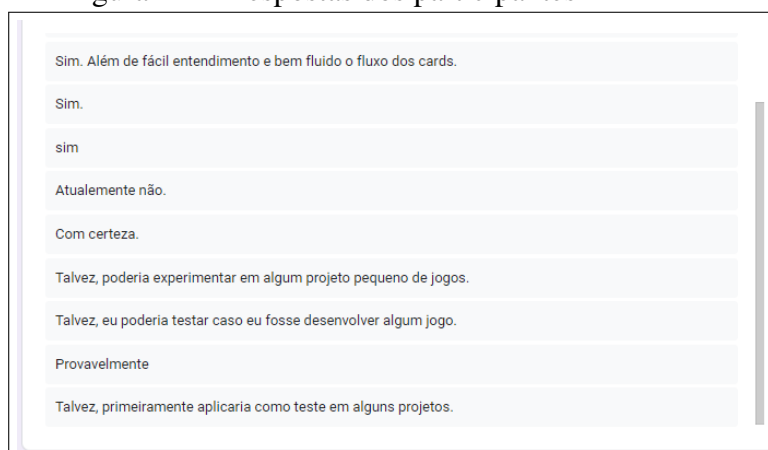 Sim. Além de fácil entendimento e bem fluido o fluxo dos cards.
Sim.
sim
Atualemente não.
Com certeza.
Talvez, poderia experimentar em algum projeto pequeno de jogos.
Talvez, eu poderia testar caso eu fosse desenvolver algum jogo.
Provavelmente
Talvez, primeiramente aplicaria como teste em alguns projetos.